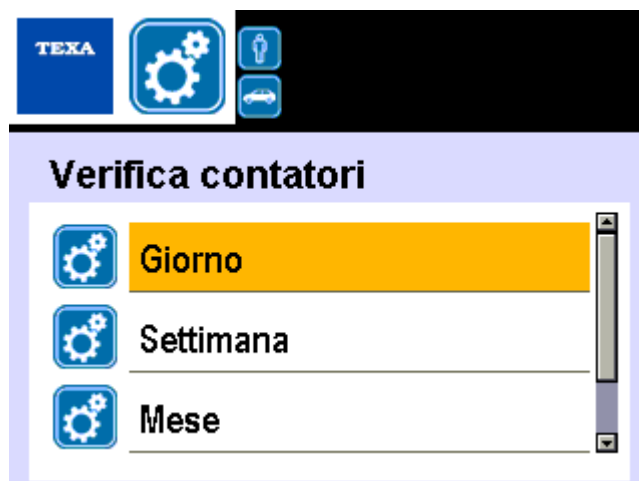 TEXA
Verifica contatori
Giorno
Settimana
Mese